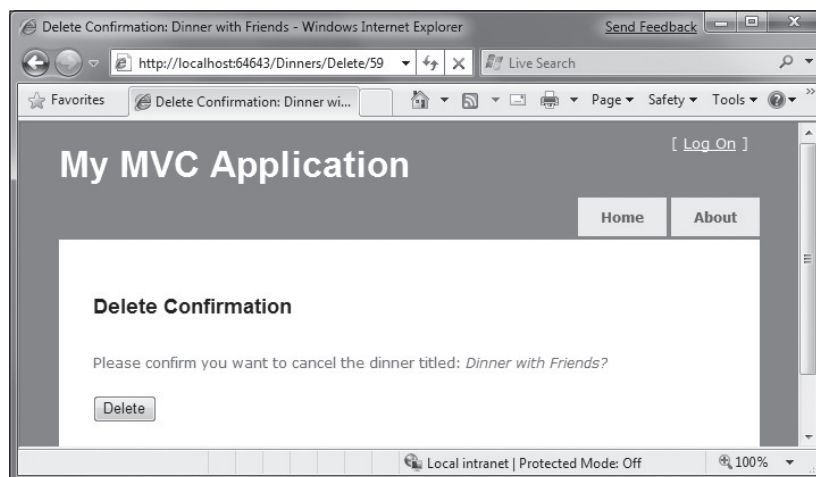 Delete Confirmation: Dinner with Friends - Windows Internet Explorer
Send Feedback
http://localhost:64643/Dinners/Delete/59
Live Search
Favorites
Delete Confirmation: Dinner wi...
Page
Safety
Tools
[ Log On ]
My MVC Application
Home
About
Delete Confirmation
Please confirm you want to cancel the dinner titled: Dinner with Friends?
Delete
Local intranet | Protected Mode: Off
100%